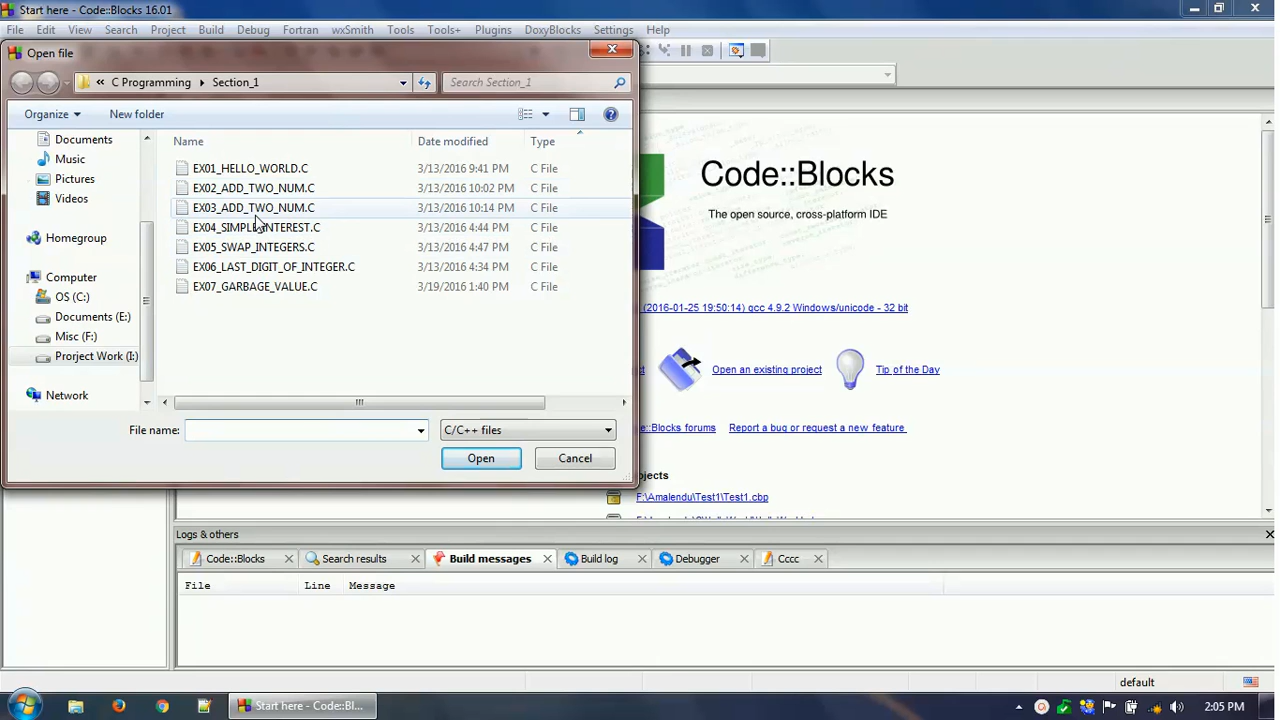 Start here - Code::Blocks 16.01
File Edit View Search Project Build Debug Fortran wxSmith Tools Tools+ Plugins DoxyBlocks Settings Help
Open file
« C Programming Section_1
Search Section_1
Organize New folder
Name Date modified Type
Documents
Music
Pictures
Videos
Homegroup
Computer
OS (C:)
Documents (E:)
Misc (F:)
Prorject Work (I:)
Network
EX01_HELLO_WORLD.C 3/13/2016 9:41 PM C File
EX02_ADD_TWO_NUM.C 3/13/2016 10:02 PM C File
EX03_ADD_TWO_NUM.C 3/13/2016 10:14 PM C File
EX04_SIMPLE_INTEREST.C 3/13/2016 4:44 PM C File
EX05_SWAP_INTEGERS.C 3/13/2016 4:47 PM C File
EX06_LAST_DIGIT_OF_INTEGER.C 3/13/2016 4:34 PM C File
EX07_GARBAGE_VALUE.C 3/19/2016 1:40 PM C File
File name: C/C++ files
Open Cancel
Code::Blocks
The open source, cross-platform IDE
(2016-01-25 19:50:14) gcc 4.9.2 Windows/unicode - 32 bit
Open an existing project Tip of the Day
::Blocks forums Report a bug or request a new feature
ojects
F:\Amalendu\Test1\Test1.cbp
Logs & others
Code::Blocks Search results Build messages Build log Debugger Cccc
File Line Message
default
Start here - Code::Bl...
2:05 PM